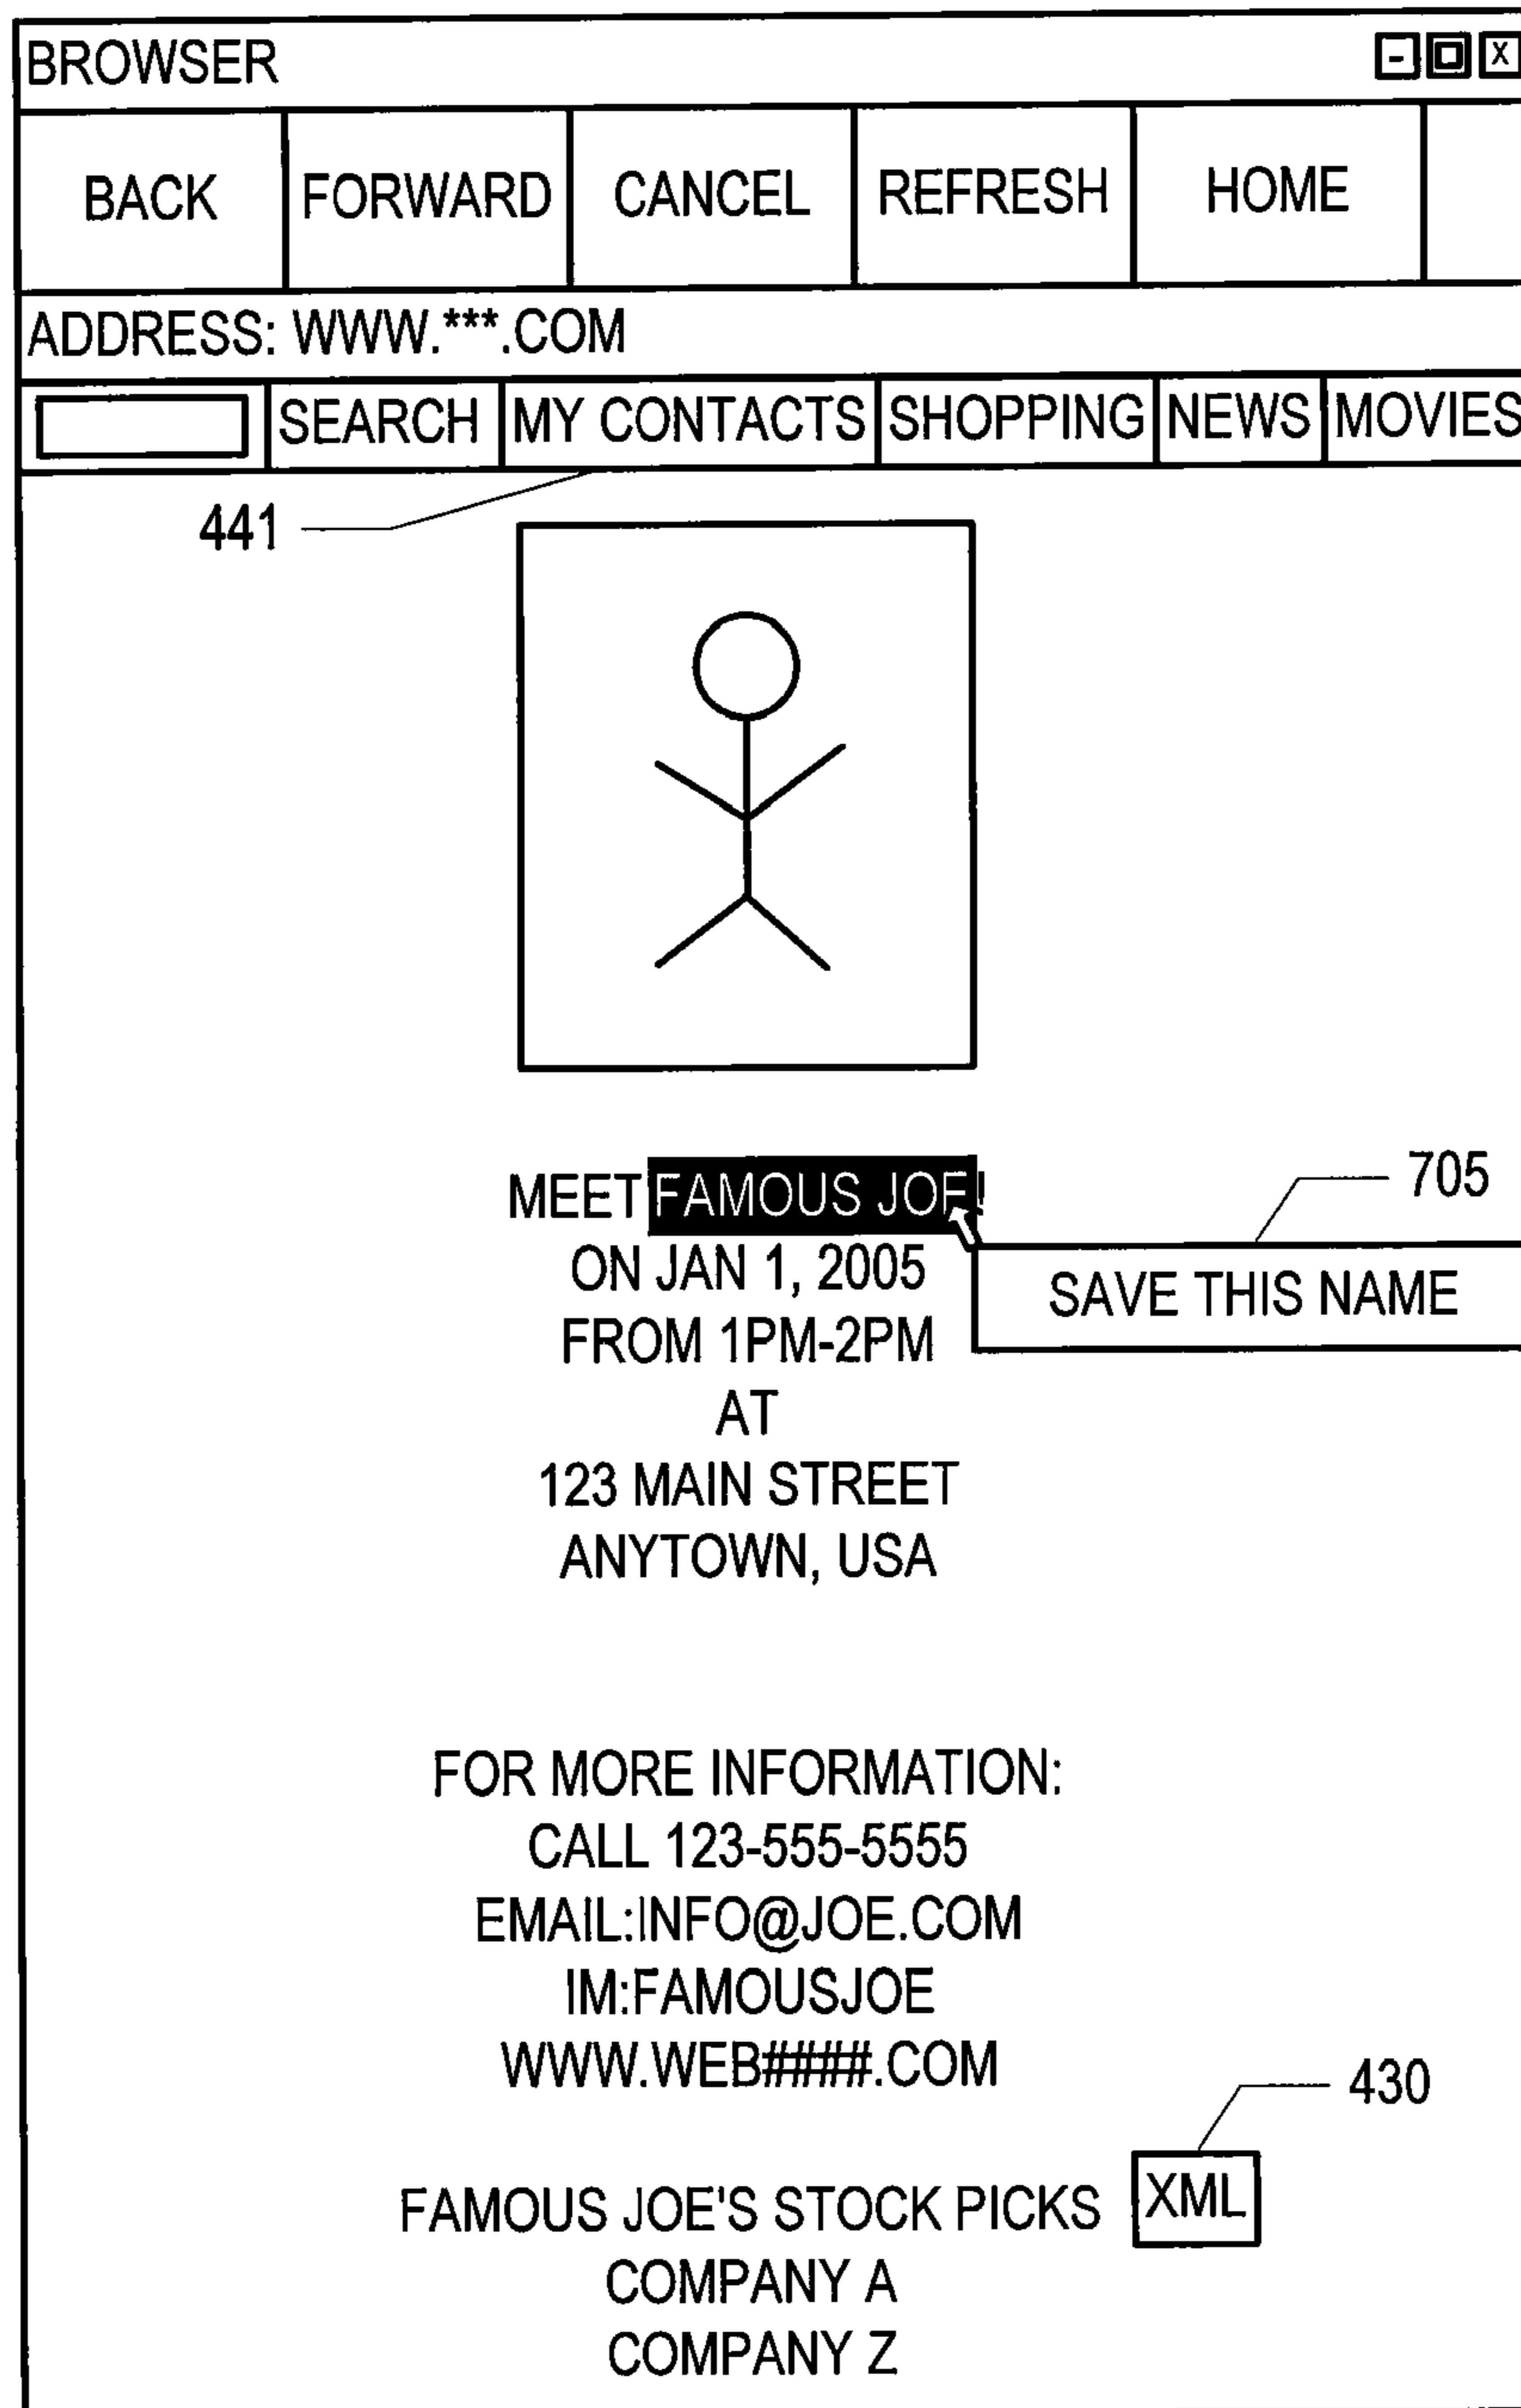 BROWSER - X
BACK FORWARD CANCEL REFRESH HOME
ADDRESS: WWW.***.COM
SEARCH MY CONTACTS SHOPPING NEWS MOVIES
441
MEET FAMOUS JOE!
705
ON JAN 1, 2005
SAVE THIS NAME
FROM 1PM-2PM
AT
123 MAIN STREET
ANYTOWN, USA
FOR MORE INFORMATION:
CALL 123-555-5555
EMAIL:INFO@JOE.COM
IM:FAMOUSJOE
WWW.WEB####.COM
430
FAMOUS JOE'S STOCK PICKS XML
COMPANY A
COMPANY Z